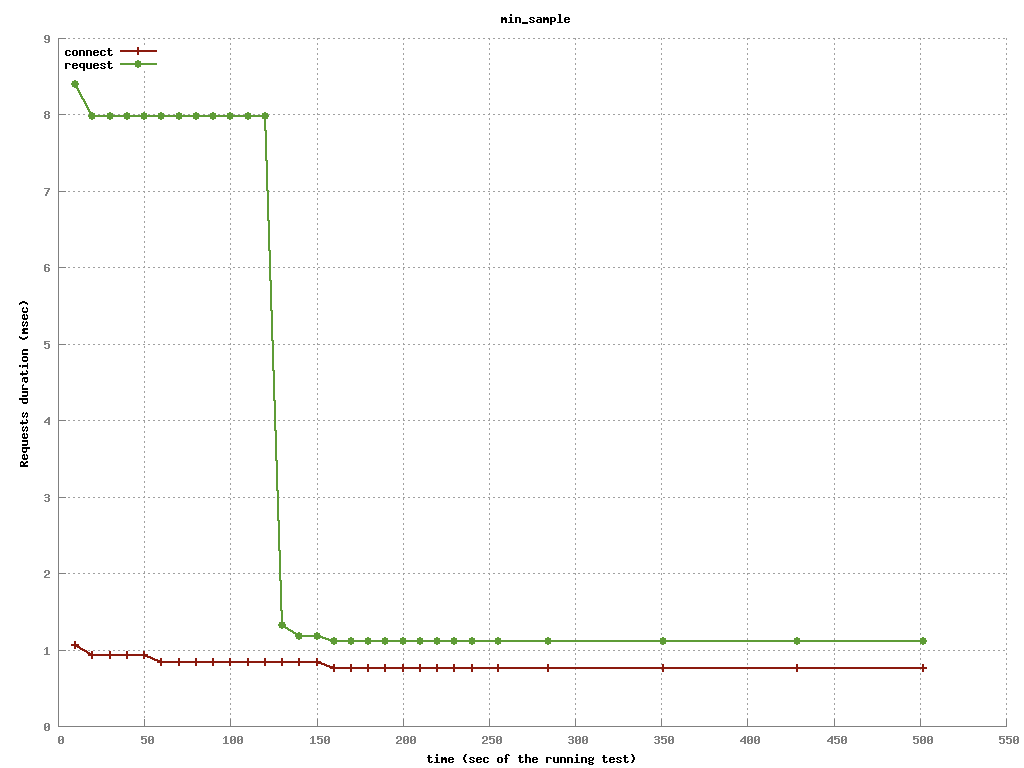 min_sample
connect
request
9
8
7
6
5
4
3
2
1
0
Requests duration (msec)
0 50 100 150 200 250 300 350 400 450 500 550
time (sec of the running test)